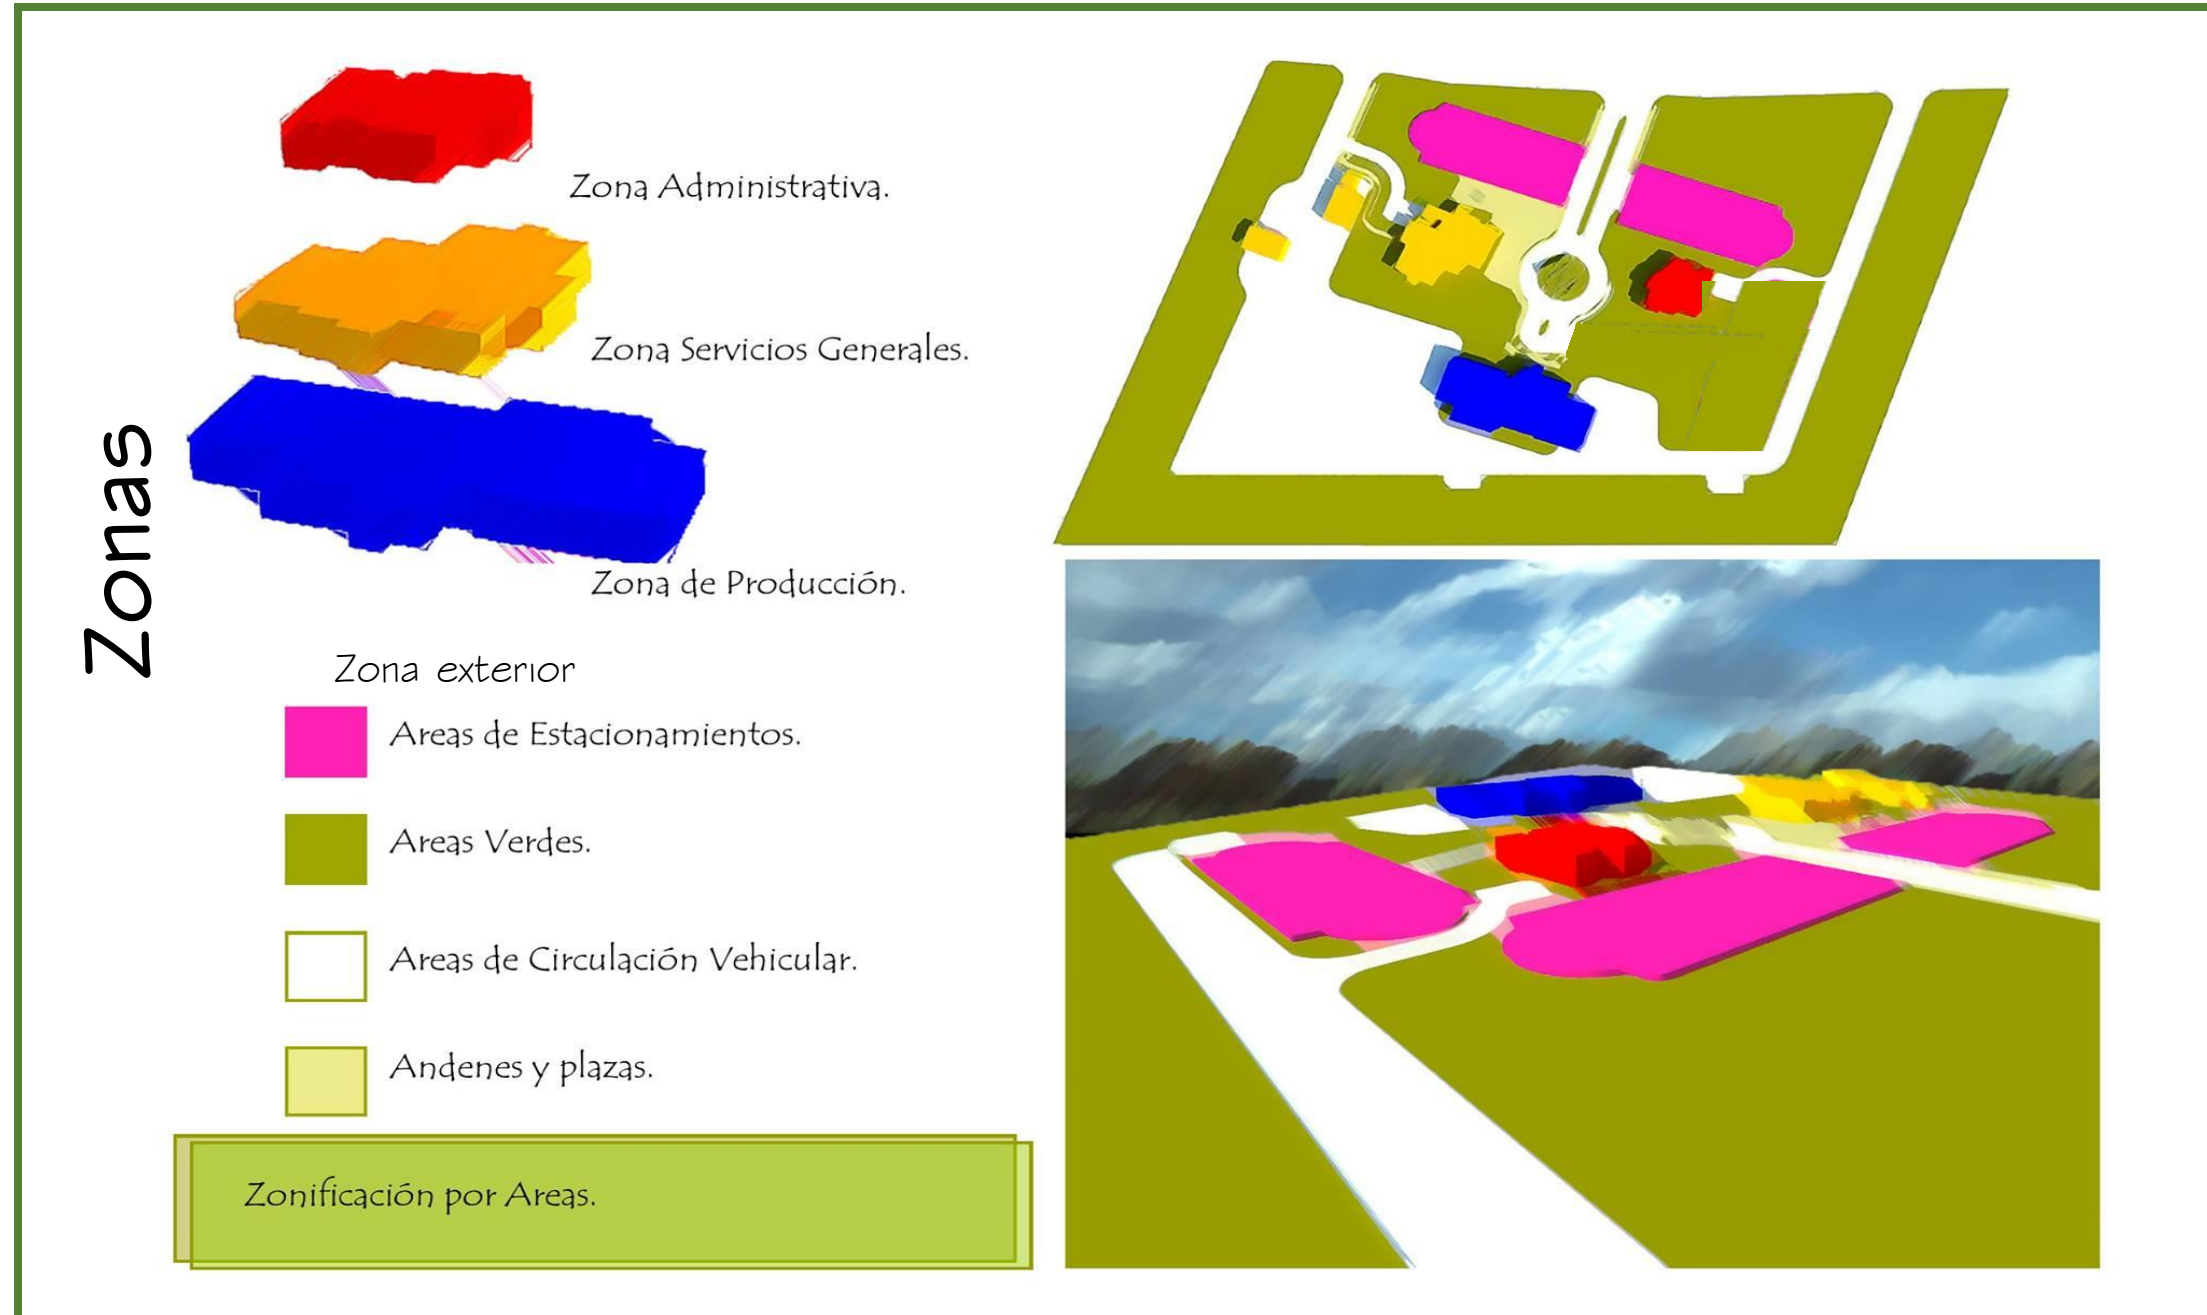 Zonas
Zona Administrativa.
Zona Servicios Generales.
Zona de Producción.
Zona exterior
Areas de Estacionamientos.
Areas Verdes.
Areas de Circulación Vehicular.
Andenes y plazas.
Zonificación por Areas.